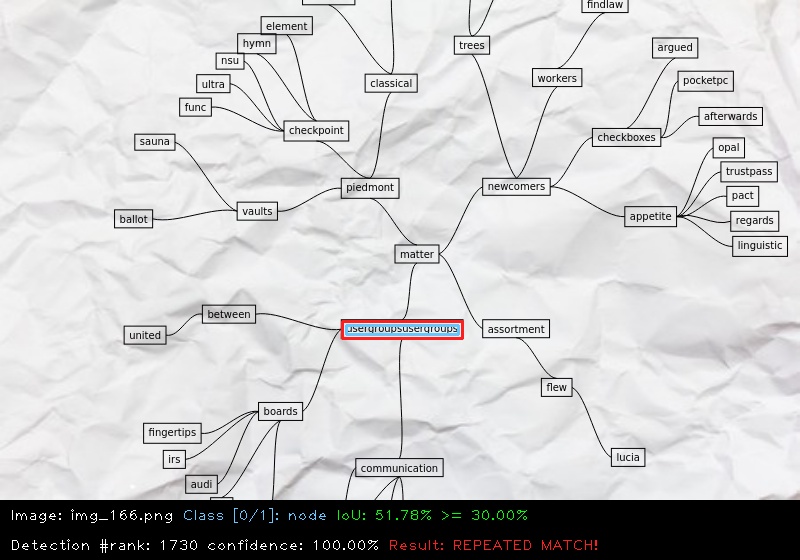 findlaw
element
trees
hymn
argued
nsu
workers
pocketpc
ultra
classical
func
checkpoint
afterwards
checkboxes
sauna
opal
trustpass
piedmont
newcomers
pact
vaults
appetite
regards
ballot
linguistic
matter
between
united
usergroupsusergroups
assortment
flew
boards
fingertips
irs
lucia
communication
audi
Image: img_166.png Class [0/1]: node IoU: 51.78% >= 30.00%
Detection #rank: 1730 confidence: 100.00% Result: REPEATED MATCH!